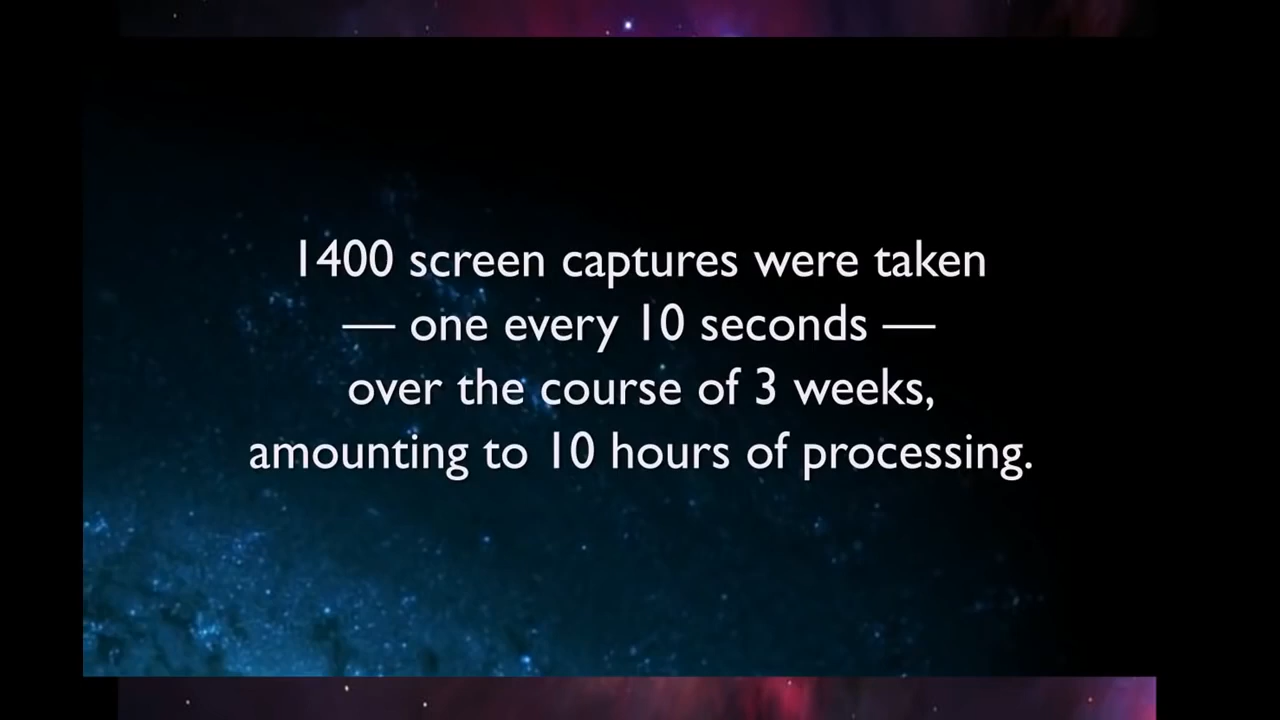 1400 screen captures were taken
— one every 10 seconds —
over the course of 3 weeks,
amounting to 10 hours of processing.